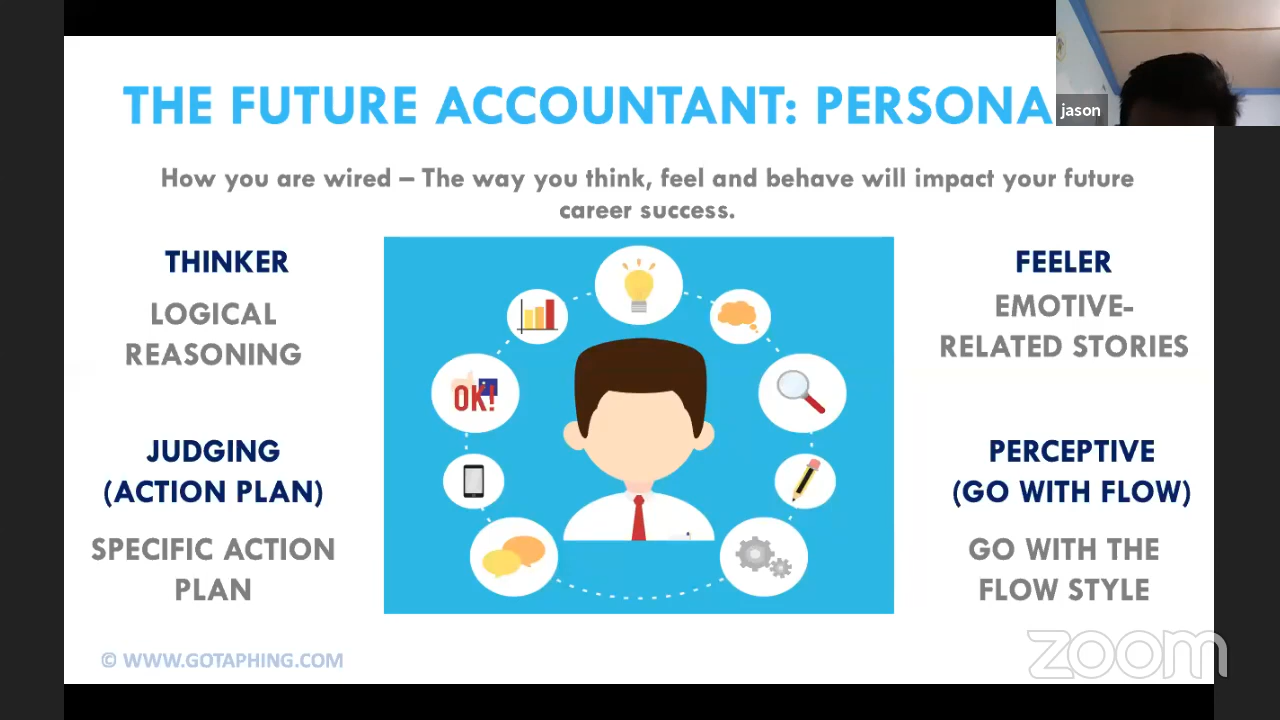 THE FUTURE ACCOUNTANT: PERSONA
jason
How you are wired – The way you think, feel and behave will impact your future
career success.
THINKER
LOGICAL
REASONING
FEELER
EMOTIVE-
RELATED STORIES
OK!
JUDGING
(ACTION PLAN)
SPECIFIC ACTION
PLAN
PERCEPTIVE
(GO WITH FLOW)
GO WITH THE
FLOW STYLE
© WWW.GOTAPHING.COM
zoom